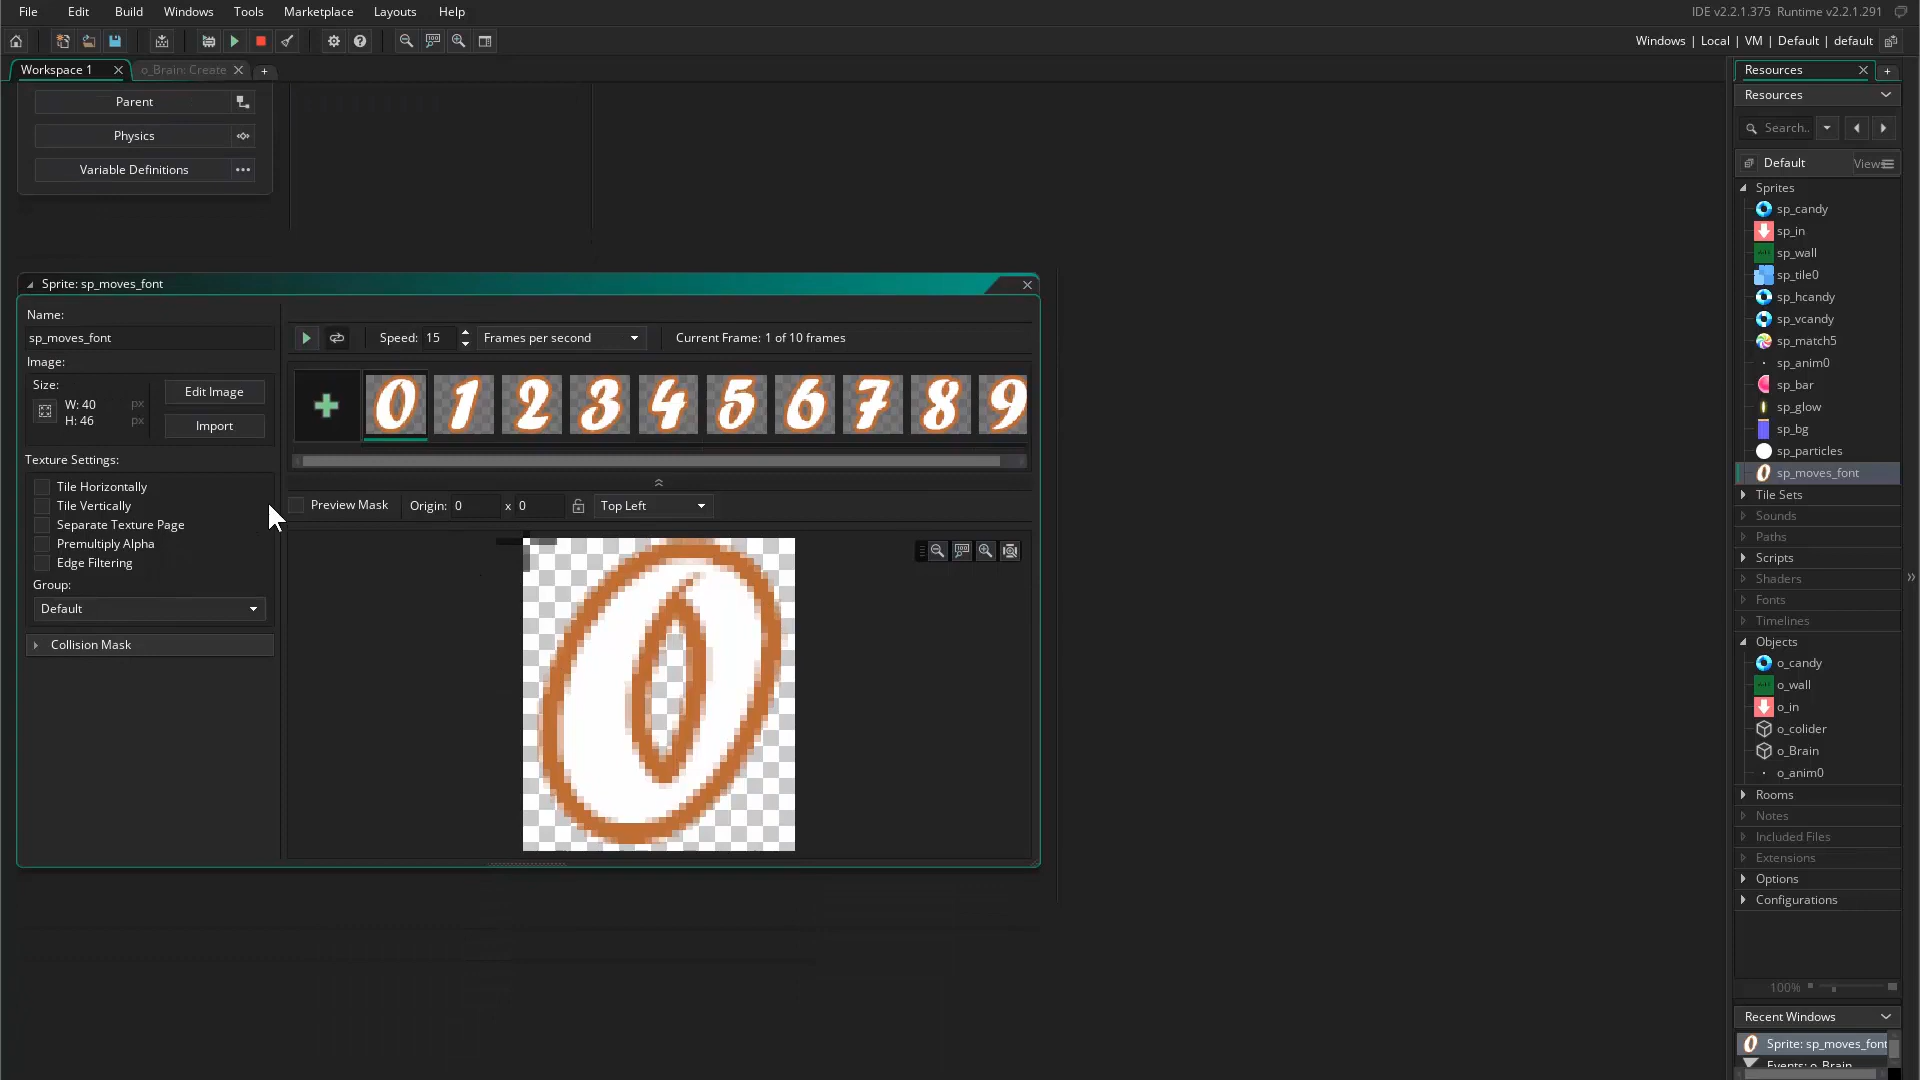 File Edit Build Windows Tools Marketplace Layouts Help IDE v2.2.1.375 Runtime v2.2.1.291
Windows | Local | VM | Default | default
Workspace 1 o_Brain: Create
Parent
Physics
Variable Definitions
Sprite: sp_moves_font
Name:
sp_moves_font
Image:
Size:
W: 40 px
H: 46 px
Edit Image
Import
Texture Settings:
Tile Horizontally
Tile Vertically
Separate Texture Page
Premultiply Alpha
Edge Filtering
Group:
Default
Collision Mask
Speed: 15 Frames per second Current Frame: 1 of 10 frames
0 1 2 3 4 5 6 7 8 9
Preview Mask Origin: 0 x 0 Top Left
0
Resources
Resources
Search..
Default Views
Sprites
sp_candy
sp_in
sp_wall
sp_tile0
sp_hcandy
sp_vcandy
sp_match5
sp_anim0
sp_bar
sp_glow
sp_bg
sp_particles
sp_moves_font
Tile Sets
Sounds
Paths
Scripts
Shaders
Fonts
Timelines
Objects
o_candy
o_wall
o_in
o_colider
o_Brain
o_anim0
Rooms
Notes
Included Files
Extensions
Options
Configurations
100%
Recent Windows
Sprite: sp_moves_font
Events: o_Brain